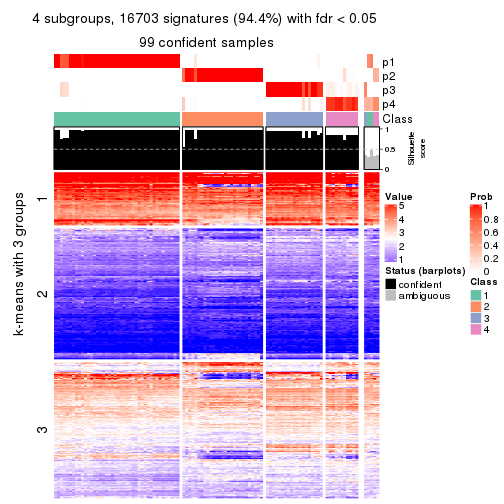 4 subgroups, 16703 signatures (94.4%) with fdr < 0.05
99 confident samples
p1
p2
p3
p4
Class
1
0.5
0
Silhouette
score
k-means with 3 groups
1
2
3
Value
5
4
3
2
1
Status (barplots)
confident
ambiguous
Prob
1
0.8
0.6
0.4
0.2
0
Class
1
2
3
4